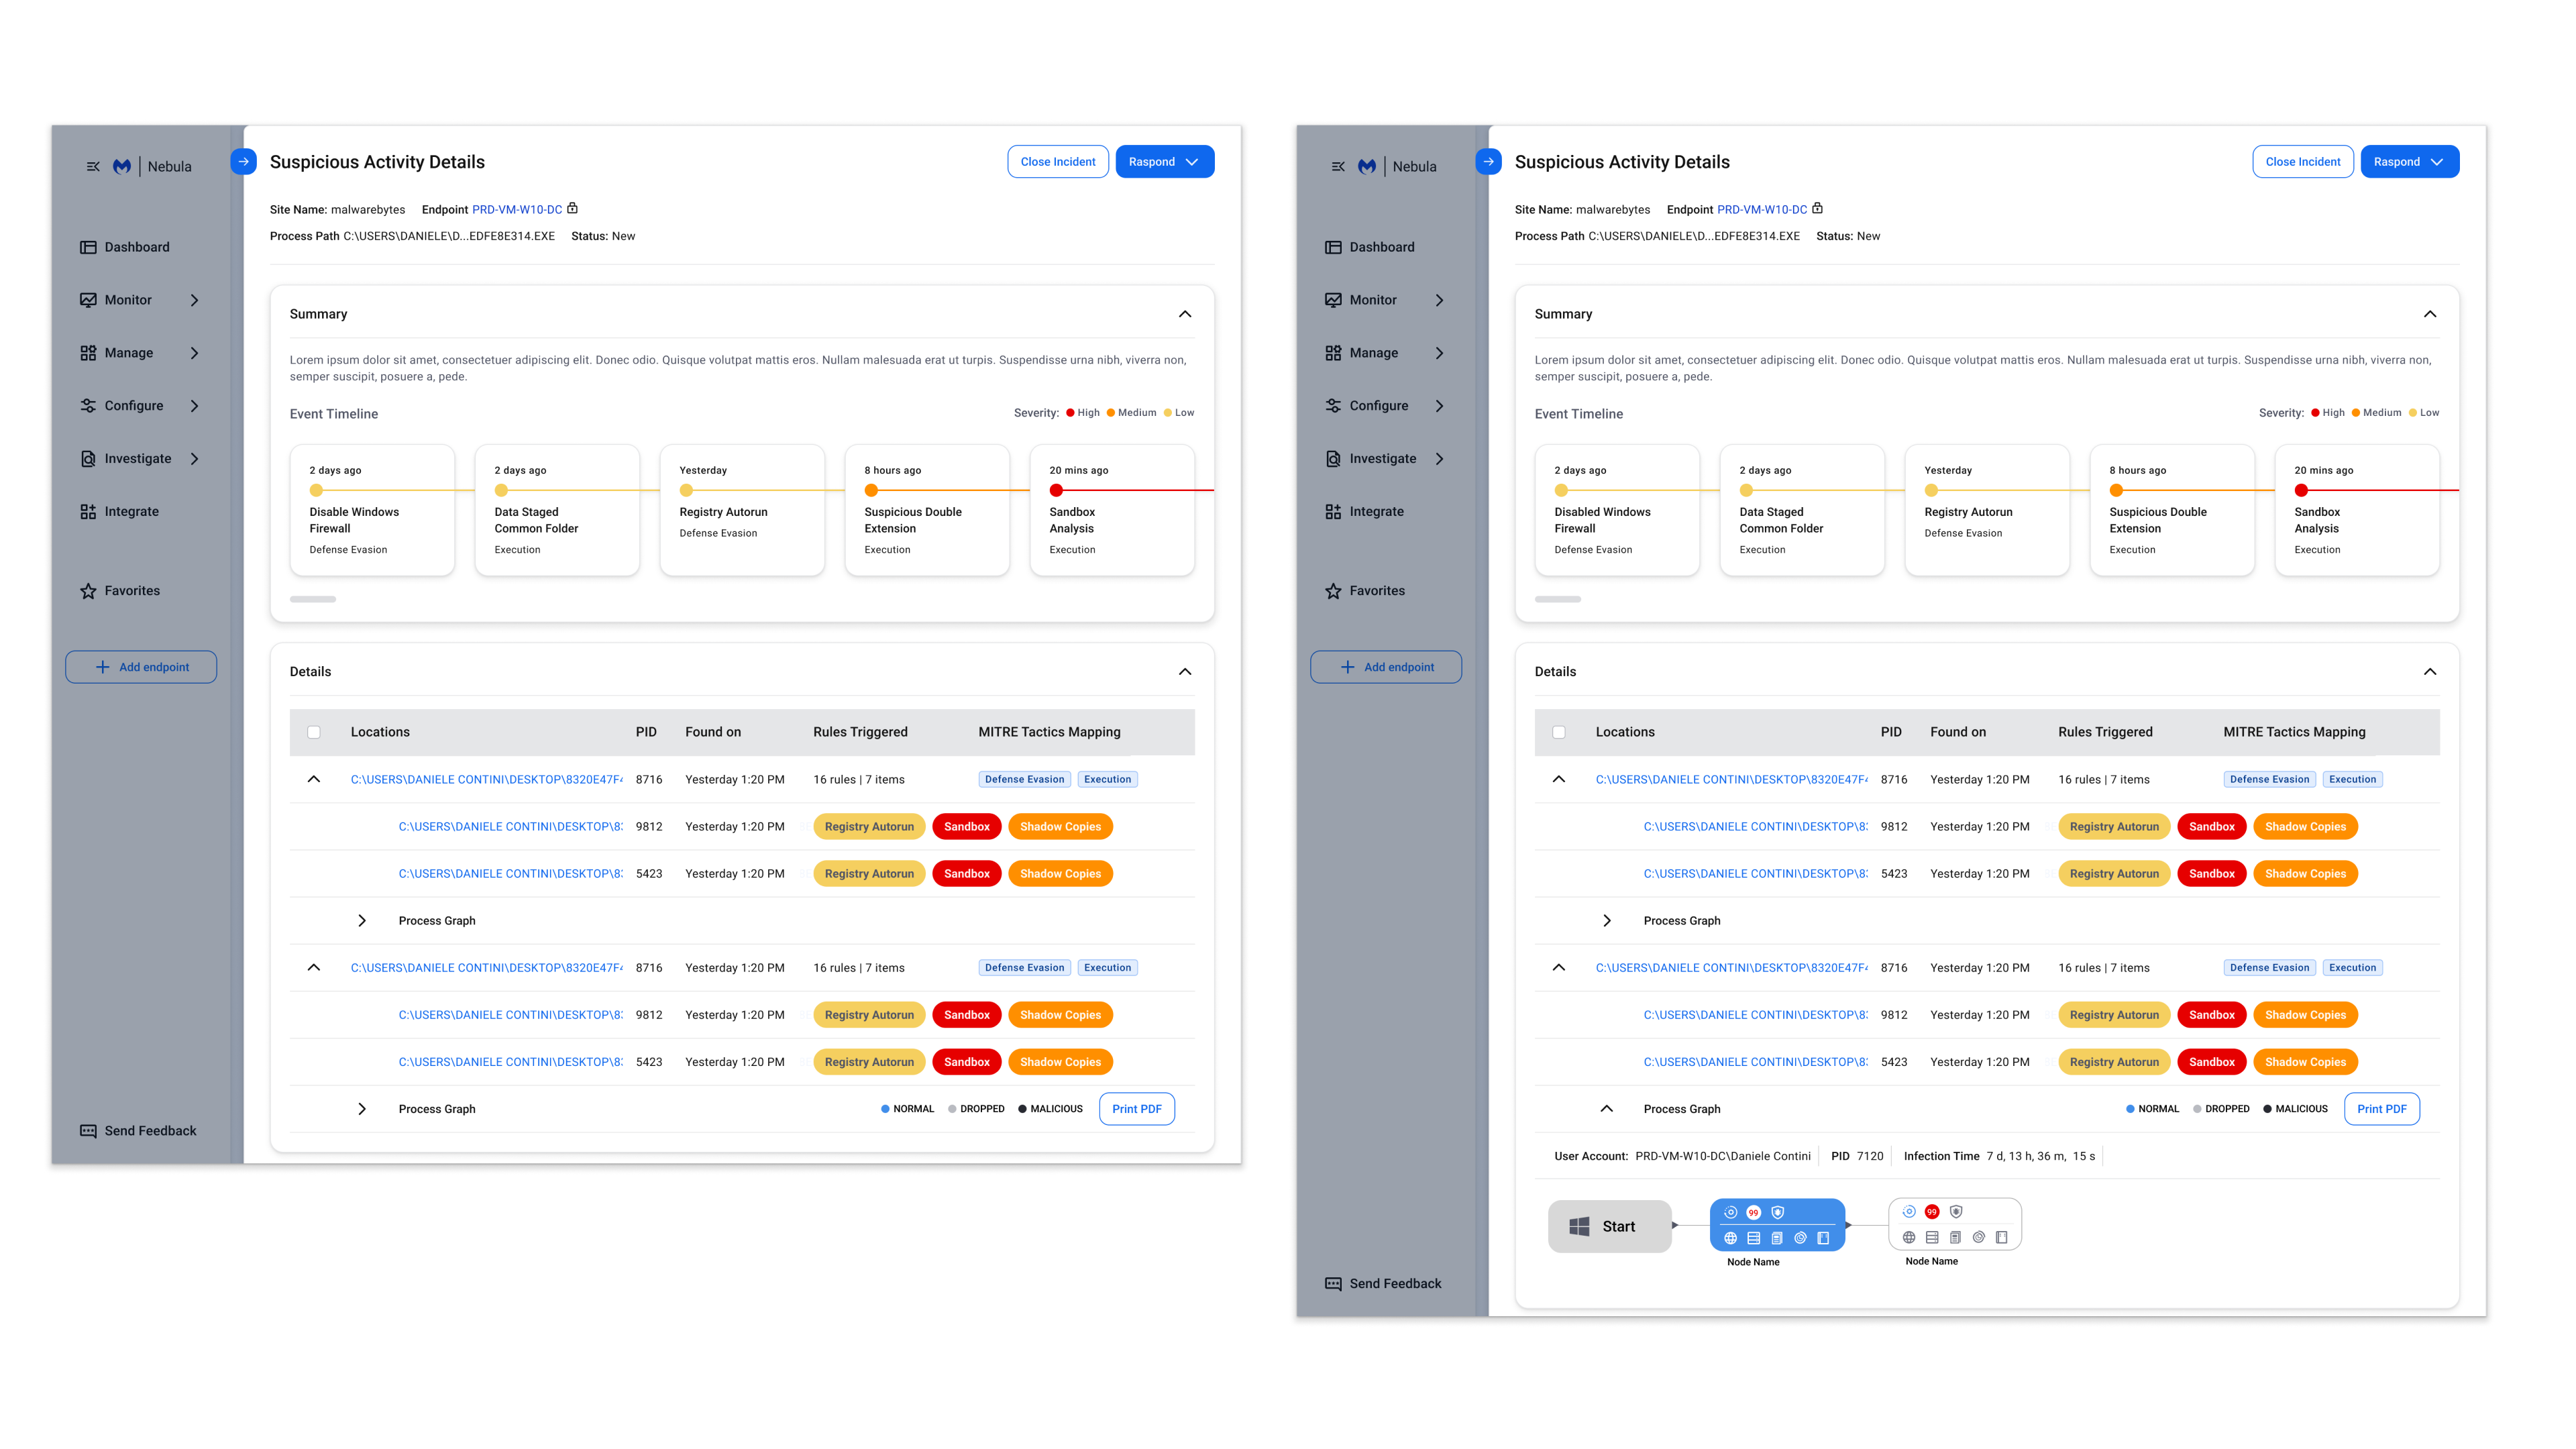 Nebula
Dashboard
Monitor
Manage
Configure
Investigate
Integrate
Favorites
Add endpoint
Send Feedback
Suspicious Activity Details
Close Incident
Raspond
Site Name: malwarebytes Endpoint PRD-VM-W10-DC
Process Path C:\USERS\DANIELE\D...EDFE8E314.EXE Status: New
Summary
Lorem ipsum dolor sit amet, consectetuer adipiscing elit. Donec odio. Quisque volutpat mattis eros. Nullam malesuada erat ut turpis. Suspendisse urna nibh, viverra non,
semper suscipit, posuere a, pede.
Event Timeline
Severity: High Medium Low
2 days ago
Disable Windows
Firewall
Defense Evasion
2 days ago
Data Staged
Common Folder
Execution
Yesterday
Registry Autorun
Defense Evasion
8 hours ago
Suspicious Double
Extension
Execution
20 mins ago
Sandbox
Analysis
Execution
Details
Locations PID Found on Rules Triggered MITRE Tactics Mapping
C:\USERS\DANIELE CONTINI\DESKTOP\8320E47F 8716 Yesterday 1:20 PM 16 rules | 7 items Defense Evasion Execution
C:\USERS\DANIELE CONTINI\DESKTOP\8 9812 Yesterday 1:20 PM Registry Autorun Sandbox Shadow Copies
C:\USERS\DANIELE CONTINI\DESKTOP\8 5423 Yesterday 1:20 PM Registry Autorun Sandbox Shadow Copies
Process Graph
C:\USERS\DANIELE CONTINI\DESKTOP\8320E47F 8716 Yesterday 1:20 PM 16 rules | 7 items Defense Evasion Execution
C:\USERS\DANIELE CONTINI\DESKTOP\8 9812 Yesterday 1:20 PM Registry Autorun Sandbox Shadow Copies
C:\USERS\DANIELE CONTINI\DESKTOP\8 5423 Yesterday 1:20 PM Registry Autorun Sandbox Shadow Copies
Process Graph NORMAL DROPPED MALICIOUS Print PDF
Nebula
Dashboard
Monitor
Manage
Configure
Investigate
Integrate
Favorites
Add endpoint
Send Feedback
Suspicious Activity Details
Close Incident
Raspond
Site Name: malwarebytes Endpoint PRD-VM-W10-DC
Process Path C:\USERS\DANIELE\D...EDFE8E314.EXE Status: New
Summary
Lorem ipsum dolor sit amet, consectetuer adipiscing elit. Donec odio. Quisque volutpat mattis eros. Nullam malesuada erat ut turpis. Suspendisse urna nibh, viverra non,
semper suscipit, posuere a, pede.
Event Timeline
Severity: High Medium Low
2 days ago
Disabled Windows
Firewall
Defense Evasion
2 days ago
Data Staged
Common Folder
Execution
Yesterday
Registry Autorun
Defense Evasion
8 hours ago
Suspicious Double
Extension
Execution
20 mins ago
Sandbox
Analysis
Execution
Details
Locations PID Found on Rules Triggered MITRE Tactics Mapping
C:\USERS\DANIELE CONTINI\DESKTOP\8320E47F 8716 Yesterday 1:20 PM 16 rules | 7 items Defense Evasion Execution
C:\USERS\DANIELE CONTINI\DESKTOP\8 9812 Yesterday 1:20 PM Registry Autorun Sandbox Shadow Copies
C:\USERS\DANIELE CONTINI\DESKTOP\8 5423 Yesterday 1:20 PM Registry Autorun Sandbox Shadow Copies
Process Graph
C:\USERS\DANIELE CONTINI\DESKTOP\8320E47F 8716 Yesterday 1:20 PM 16 rules | 7 items Defense Evasion Execution
C:\USERS\DANIELE CONTINI\DESKTOP\8 9812 Yesterday 1:20 PM Registry Autorun Sandbox Shadow Copies
C:\USERS\DANIELE CONTINI\DESKTOP\8 5423 Yesterday 1:20 PM Registry Autorun Sandbox Shadow Copies
Process Graph NORMAL DROPPED MALICIOUS Print PDF
User Account: PRD-VM-W10-DC\Daniele Contini PID 7120 Infection Time 7 d, 13 h, 36 m, 15 s
Start
99
Node Name
99
Node Name